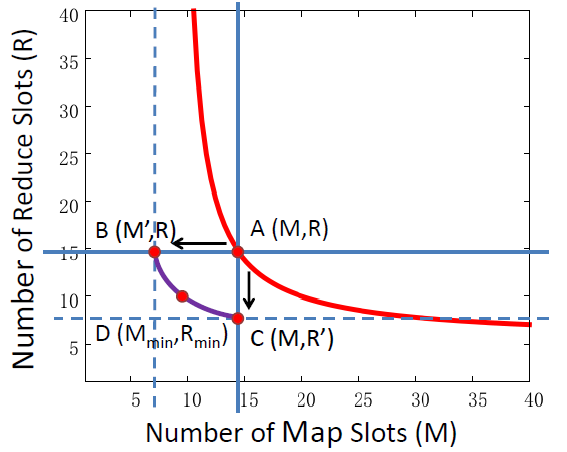 Number of Reduce Slots (R)
40
35
30
25
20
15
10
5
B (M',R)
A (M,R)
D (Mmin,Rmin)
C (M,R')
5 10 15 20 25 30 35 40
Number of Map Slots (M)